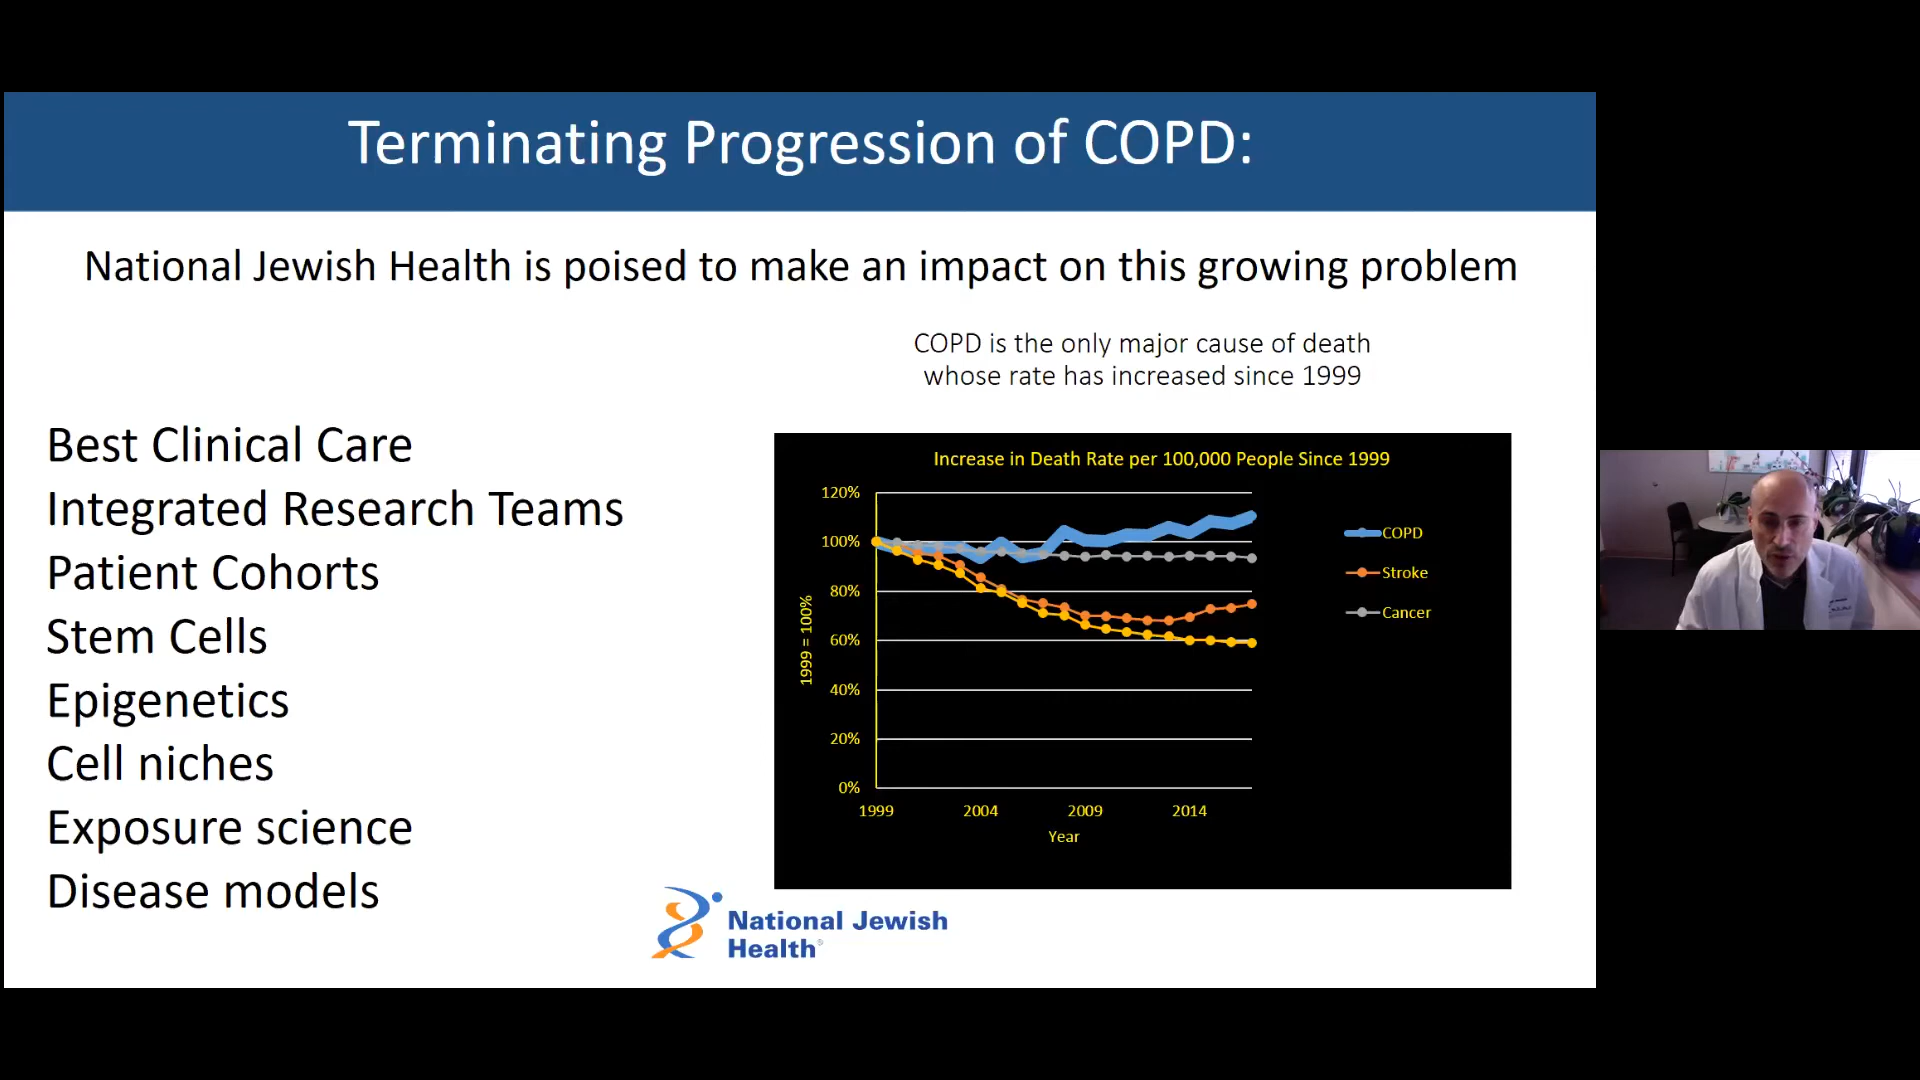 Terminating Progression of COPD:
National Jewish Health is poised to make an impact on this growing problem
COPD is the only major cause of death
whose rate has increased since 1999
Best Clinical Care
Integrated Research Teams
Patient Cohorts
Stem Cells
Epigenetics
Cell niches
Exposure science
Disease models
Increase in Death Rate per 100,000 People Since 1999
120%
100%
80%
60%
40%
20%
0%
1999 = 100%
1999
2004
2009
2014
Year
COPD
Stroke
Cancer
National Jewish
Health®